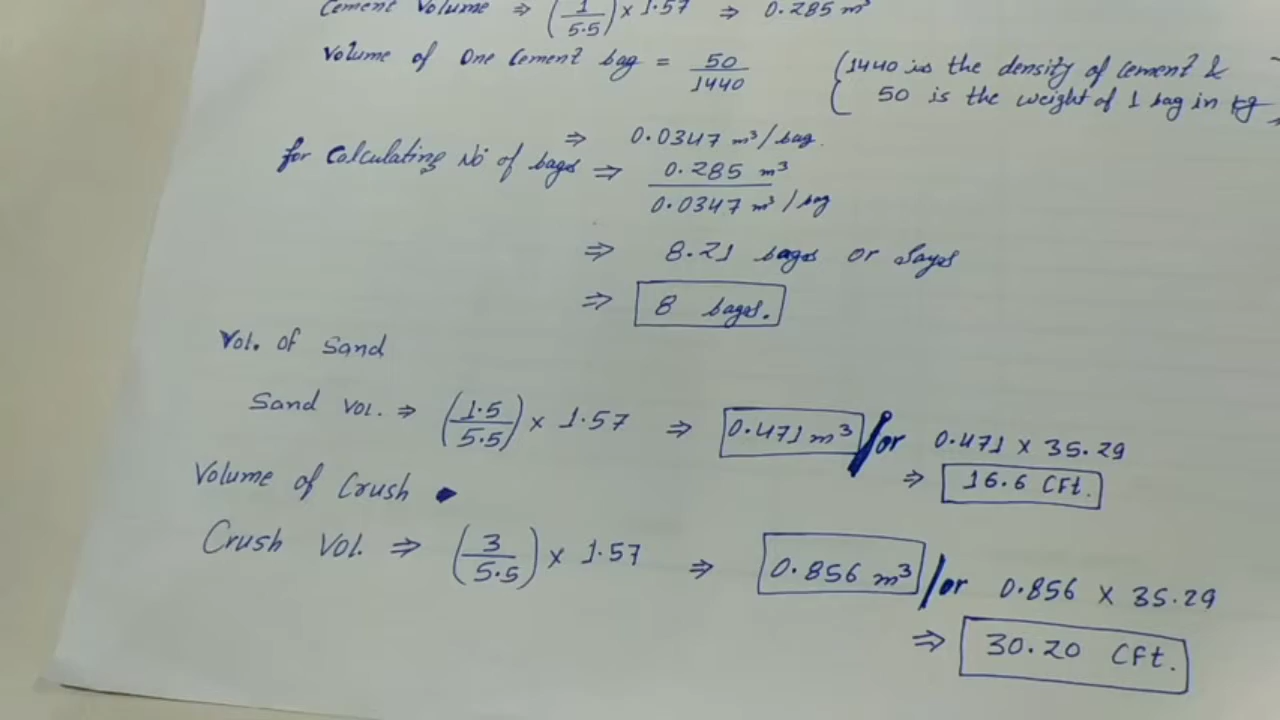 Cement Volume ⇒ (1/5.5) × 1.57 ⇒ 0.285 m³
Volume of One Cement bag = 50/1440 (1440 is the density of Cement &
50 is the weight of 1 bag in kg
⇒ 0.0347 m³/bag.
for Calculating No of bags ⇒ 0.285 m³ / 0.0347 m³/bag
⇒ 8.21 bags or Says
⇒ 8 bags.
Vol. of Sand
Sand Vol. ⇒ (1.5/5.5) × 1.57 ⇒ 0.471 m³ / or 0.471 × 35.29
⇒ 16.6 Cft.
Volume of Crush
Crush Vol. ⇒ (3/5.5) × 1.57 ⇒ 0.856 m³ / or 0.856 × 35.29
⇒ 30.20 Cft.